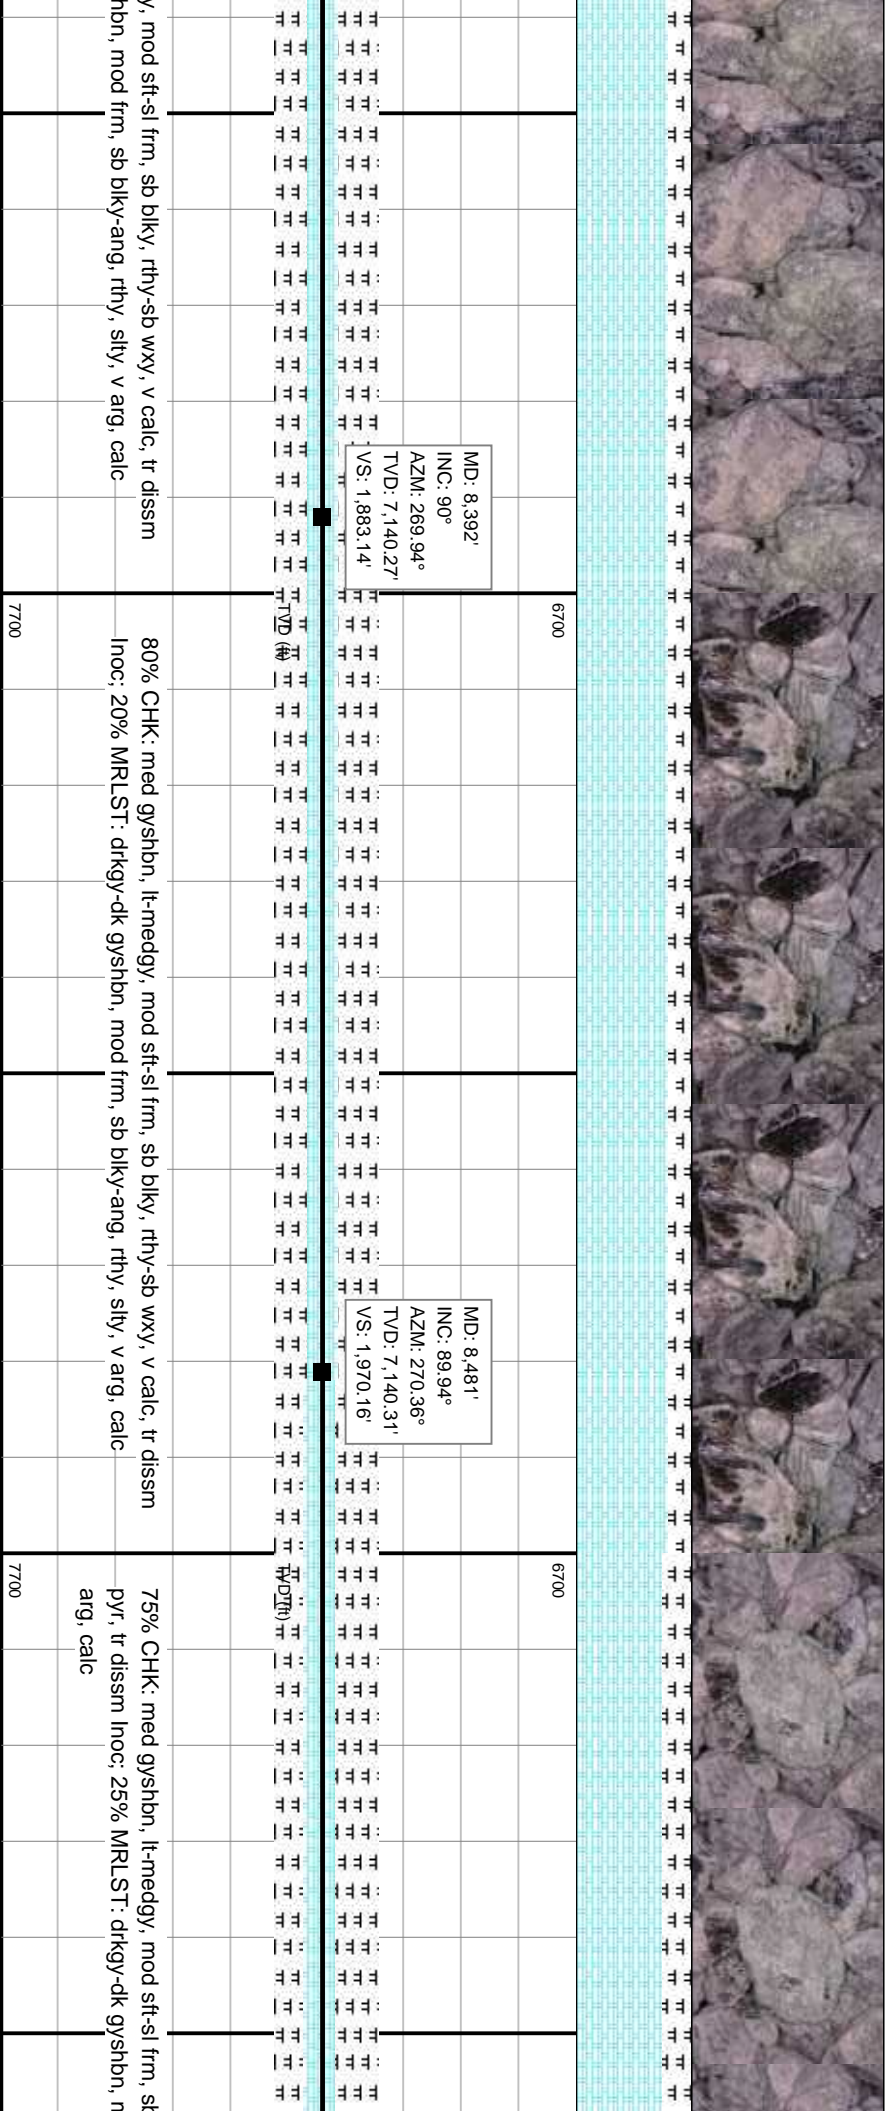 y, mod sft-sl frm, sb blky, rthy-sb wxy, v calc, tr dissm
hbn, mod frm, sb blky-ang, rthy, slty, v arg, calc
MD: 8,392'
INC: 90°
AZM: 269.94°
TVD: 7,140.27'
VS: 1,883.14'
6700
TVD (ft)
7700
80% CHK: med gyshbn, lt-medgy, mod sft-sl frm, sb blky, rthy-sb wxy, v calc, tr dissm
Inoc; 20% MRLST: drkgy-dk gyshbn, mod frm, sb blky-ang, rthy, slty, v arg, calc
MD: 8,481'
INC: 89.94°
AZM: 270.36°
TVD: 7,140.31'
VS: 1,970.16'
6700
TVD (ft)
7700
75% CHK: med gyshbn, lt-medgy, mod sft-sl frm, sb
pyr, tr dissm Inoc; 25% MRLST: drkgy-dk gyshbn, m
arg, calc